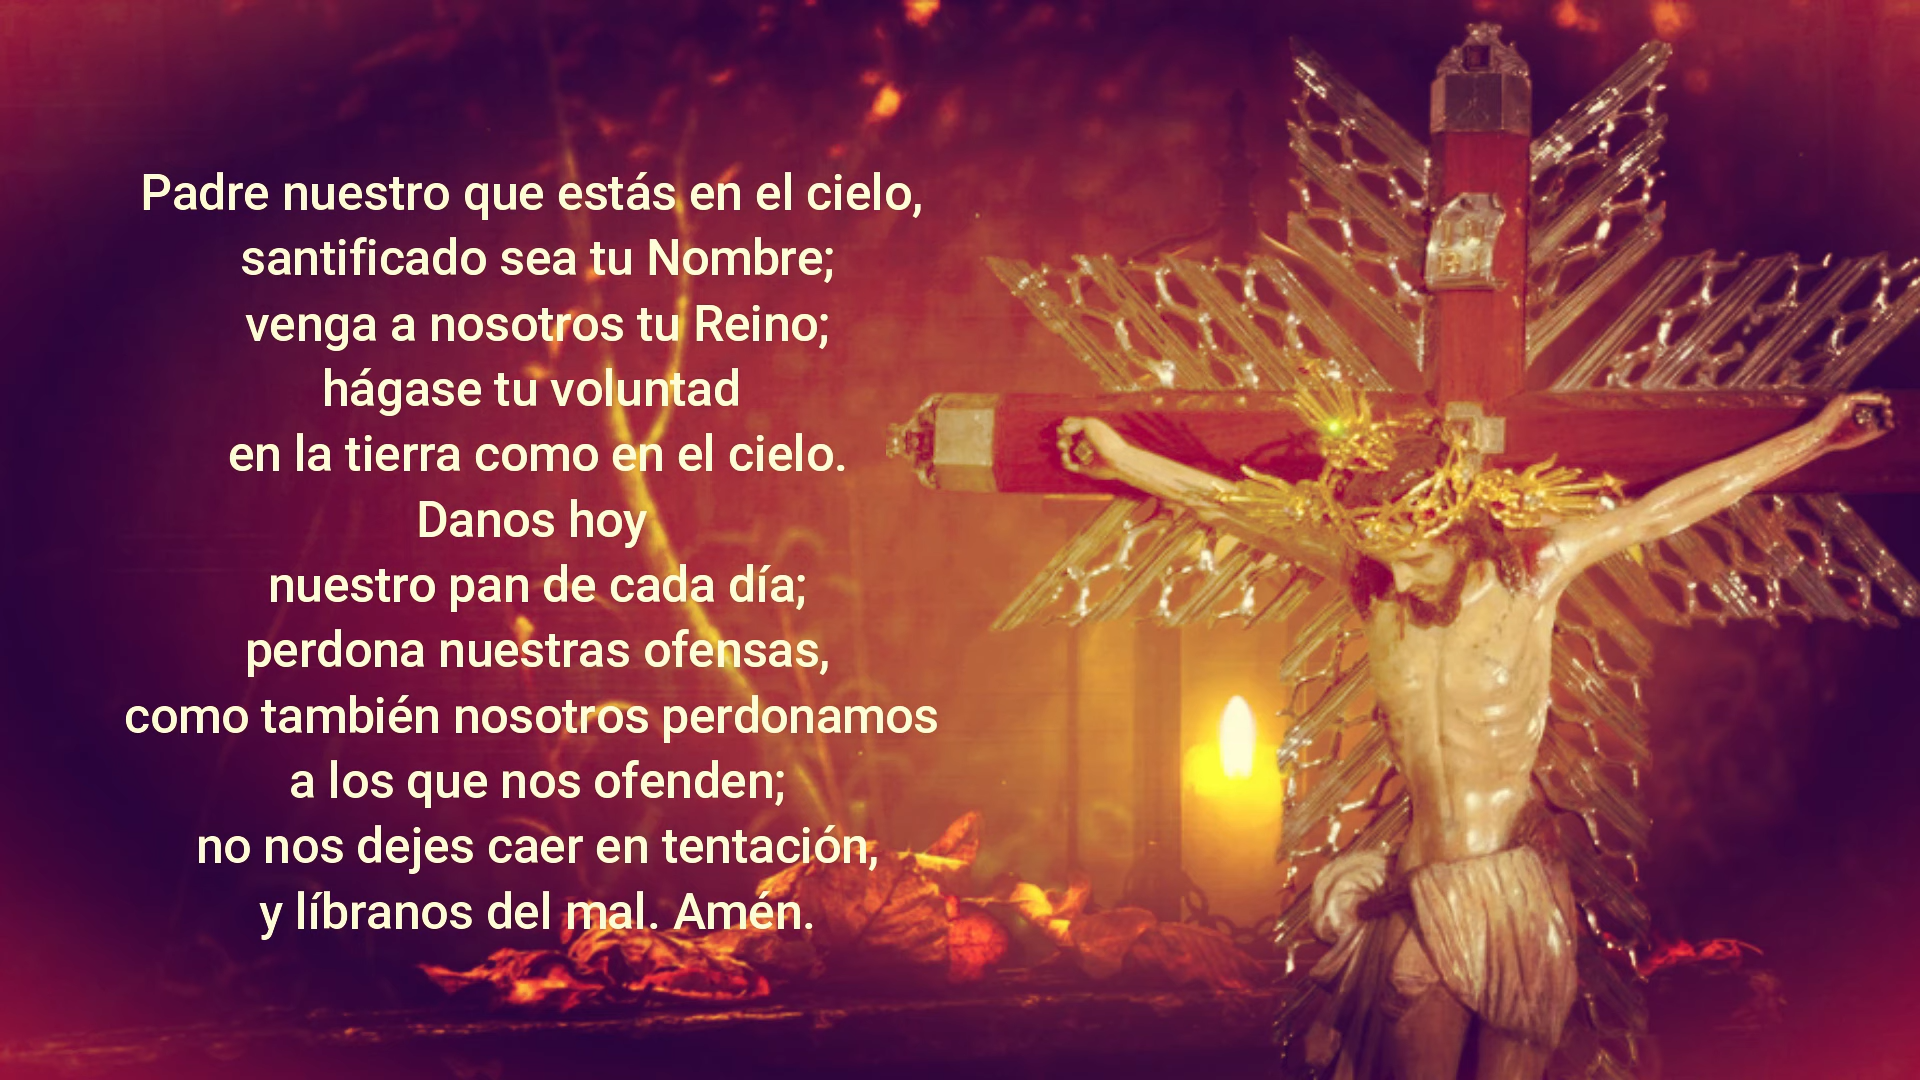 Padre nuestro que estás en el cielo,
santificado sea tu Nombre;
venga a nosotros tu Reino;
hágase tu voluntad
en la tierra como en el cielo.
Danos hoy
nuestro pan de cada día;
perdona nuestras ofensas,
como también nosotros perdonamos
a los que nos ofenden;
no nos dejes caer en tentación,
y líbranos del mal. Amén.